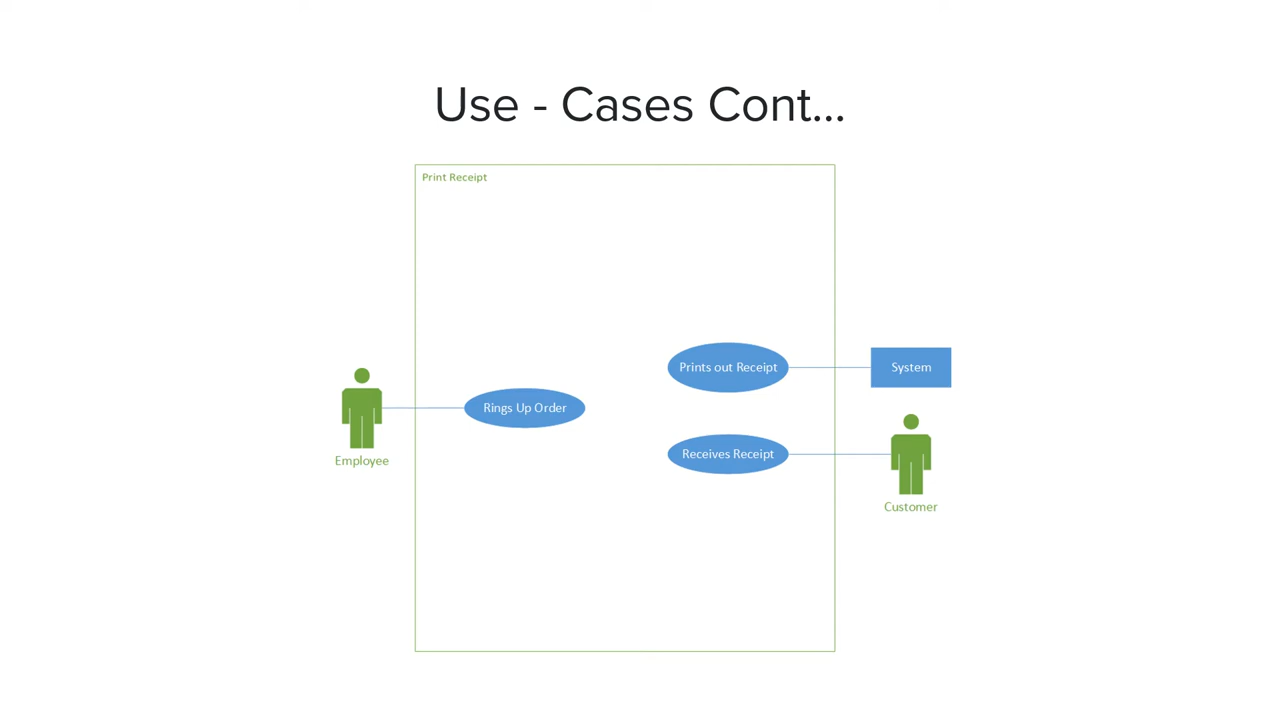 Use - Cases Cont...
Print Receipt
Prints out Receipt
System
Rings Up Order
Employee
Receives Receipt
Customer